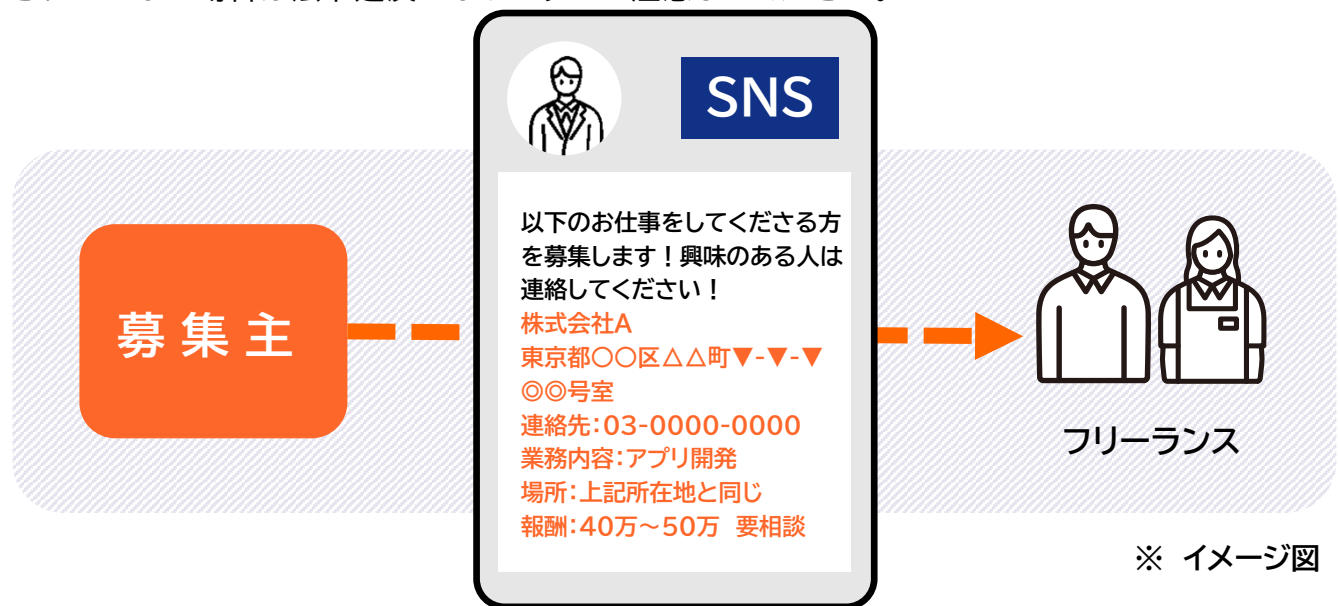 SNS
以下のお仕事をしてくださる方
を募集します！興味のある人は
連絡してください！
株式会社A
東京都〇〇区△△町▼-▼-▼
◎◎号室
連絡先：03-0000-0000
業務内容：アプリ開発
場所：上記所在地と同じ
報酬：40万～50万 要相談
募集主
フリーランス
※ イメージ図